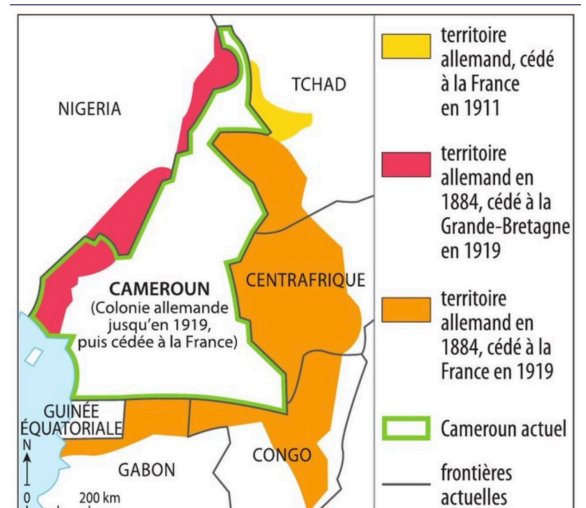 NIGERIA
TCHAD
CAMEROUN
(Colonie allemande
jusqu'en 1919,
puis cédée à la France)
CENTRAFRIQUE
GUINÉE
ÉQUATORIALE
GABON
CONGO
N
0 200 km
territoire
allemand, cédé
à la France
en 1911
territoire
allemand en
1884, cédé à la
Grande-Bretagne
en 1919
territoire
allemand en
1884, cédé à la
France en 1919
Cameroun actuel
frontières
actuelles